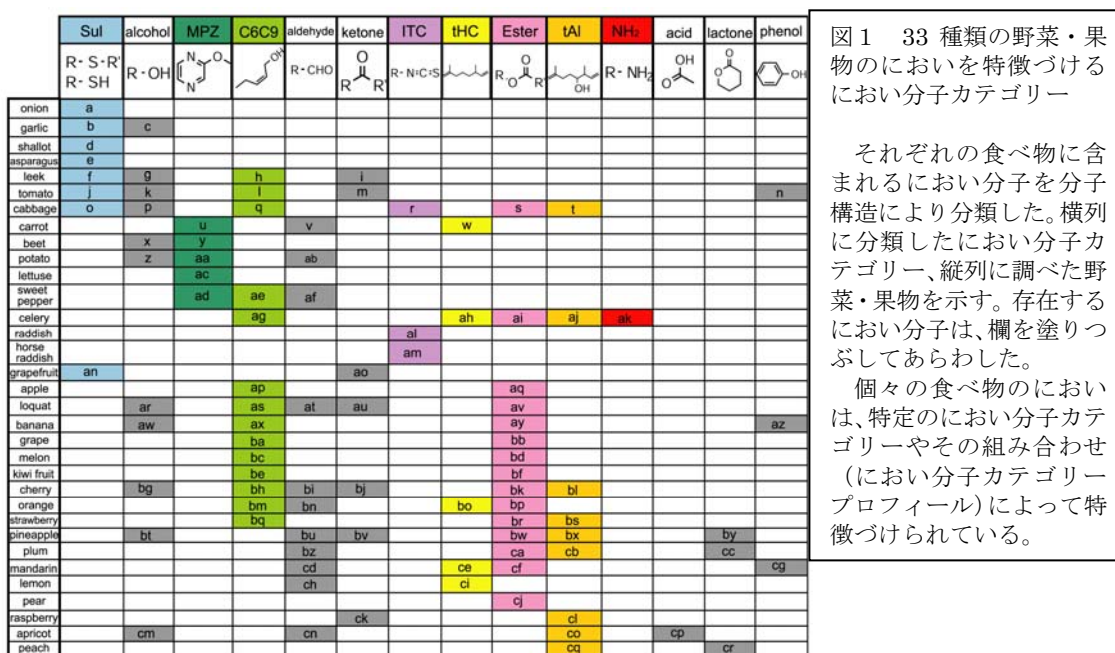 Sul alcohol MPZ C6C9 aldehyde ketone ITC tHC Ester tAl NH₂ acid lactone phenol
R- S-R' R- SH R - OH N N O OH R - CHO O R R' R - N=C=S O R O R' OH R - NH₂ OH O O O OH
onion a
garlic b c
shallot d
asparagus e
leek f g h i
tomato j k l m n
cabbage o p q r s t
carrot u v w
beet x y
potato z aa ab
lettuse ac
sweet pepper ad ae af
celery ag ah ai aj ak
raddish al
horse raddish am
grapefruit an ao
apple ap aq
loquat ar as at au av
banana aw ax ay az
grape ba bb
melon bc bd
kiwi fruit be bf
cherry bg bh bi bj bk bl
orange bm bn bo bp
strawberry bq br bs
pineapple bt bu bv bw bx by
plum bz ca cb cc
mandarin cd ce cf cg
lemon ch ci
pear cj
raspberry ck cl
apricot cm cn co cp
peach cq cr
図1 33 種類の野菜・果
物のにおいを特徴づける
におい分子カテゴリー
それぞれの食べ物に含
まれるにおい分子を分子
構造により分類した。横列
に分類したにおい分子カ
テゴリー、縦列に調べた野
菜・果物を示す。存在する
におい分子は、欄を塗りつ
ぶしてあらわした。
個々の食べ物のにおい
は、特定のにおい分子カテ
ゴリーやその組み合わせ
(におい分子カテゴリー
プロフィール)によって特
徴づけられている。